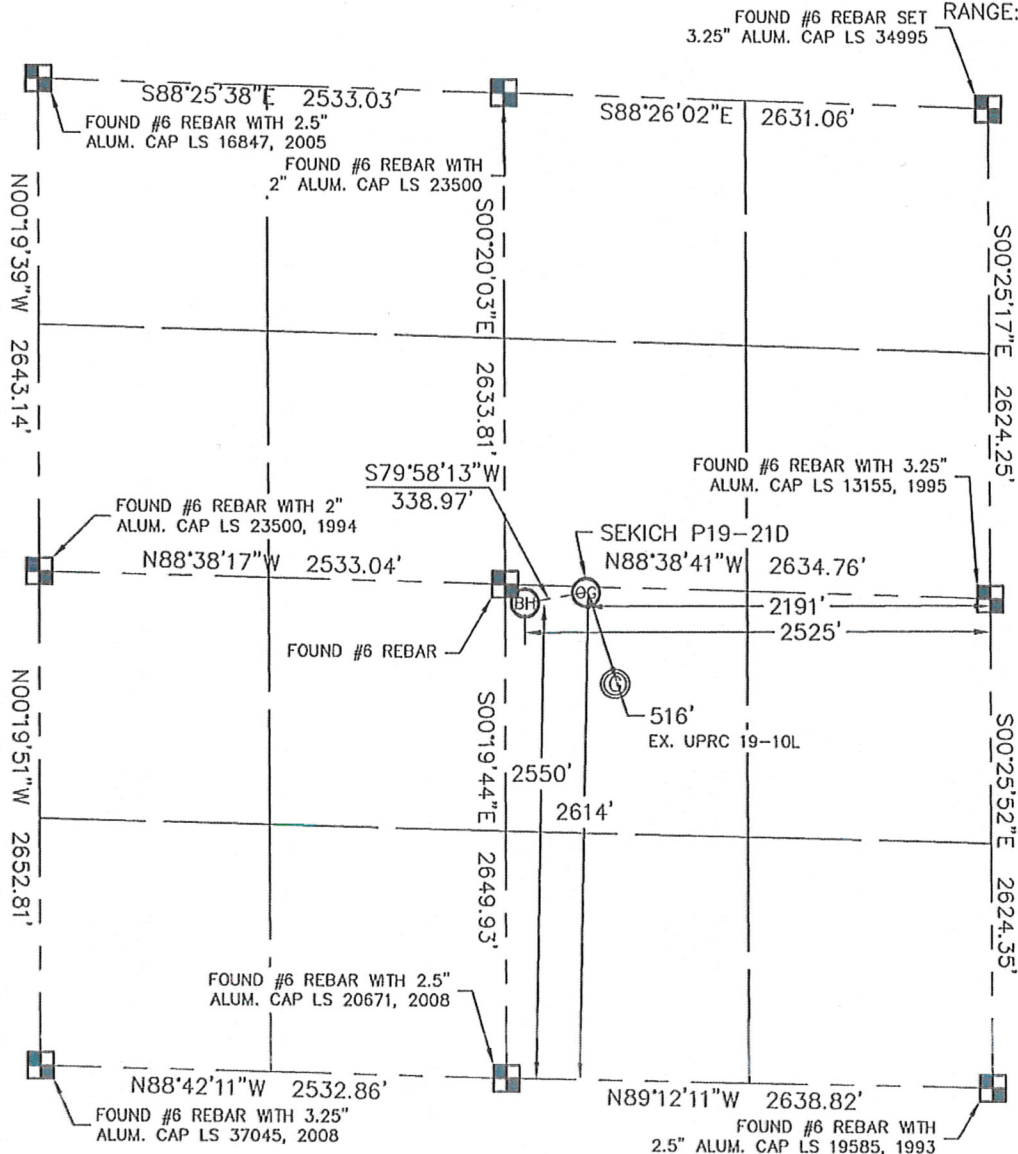 FOUND #6 REBAR SET
3.25" ALUM. CAP LS 34995
RANGE:
S88°25'38"E 2533.03'
S88°26'02"E 2631.06'
FOUND #6 REBAR WITH 2.5"
ALUM. CAP LS 16847, 2005
FOUND #6 REBAR WITH
2" ALUM. CAP LS 23500
N00°19'39"W 2643.14'
S00°20'03"E 2633.81'
S00°25'17"E 2624.25'
S79°58'13"W
338.97'
FOUND #6 REBAR WITH 3.25"
ALUM. CAP LS 13155, 1995
FOUND #6 REBAR WITH 2"
ALUM. CAP LS 23500, 1994
SEKICH P19-21D
N88°38'17"W 2533.04'
N88°38'41"W 2634.76'
BH
OG
2191'
2525'
FOUND #6 REBAR
G
516'
EX. UPRC 19-10L
N00°19'51"W 2652.81'
S00°19'44"E 2649.93'
S00°25'52"E 2624.35'
2550'
2614'
FOUND #6 REBAR WITH 2.5"
ALUM. CAP LS 20671, 2008
N88°42'11"W 2532.86'
N89°12'11"W 2638.82'
FOUND #6 REBAR WITH 3.25"
ALUM. CAP LS 37045, 2008
FOUND #6 REBAR WITH
2.5" ALUM. CAP LS 19585, 1993